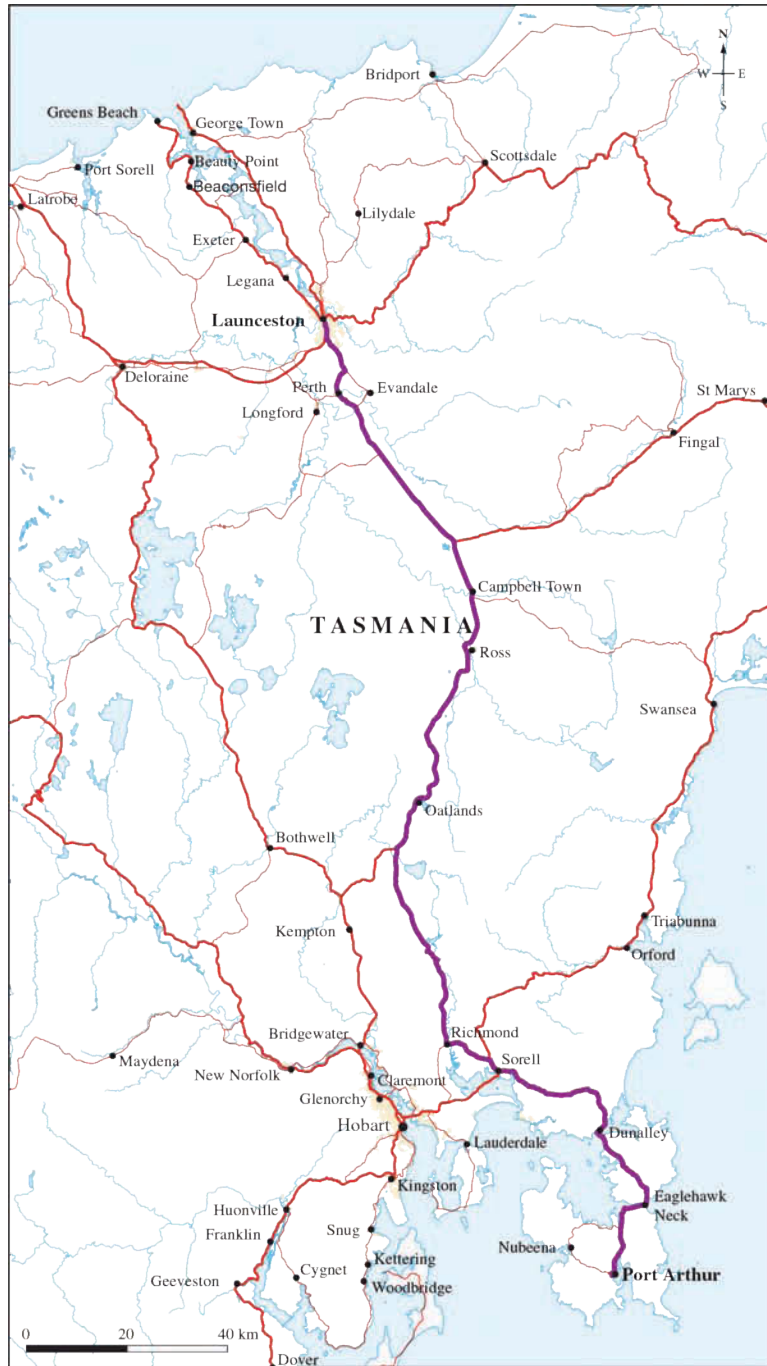 Bridport
N
W E
S
Greens Beach
George Town
Scottsdale
Beauty Point
Port Sorell
Beaconsfield
Latrobe
Lilydale
Exeter
Legana
Launceston
Deloraine
Perth
Evandale
St Marys
Longford
Fingal
Campbell Town
TASMANIA
Ross
Swansea
Oatlands
Bothwell
Triabunna
Kempton
Orford
Bridgewater
Richmond
Maydena
Sorell
New Norfolk
Claremont
Glenorchy
Hobart
Dunalley
Lauderdale
Kingston
Eaglehawk
Neck
Huonville
Snug
Franklin
Nubeena
Kettering
Cygnet
Port Arthur
Geeveston
Woodbridge
0 20 40 km
Dover